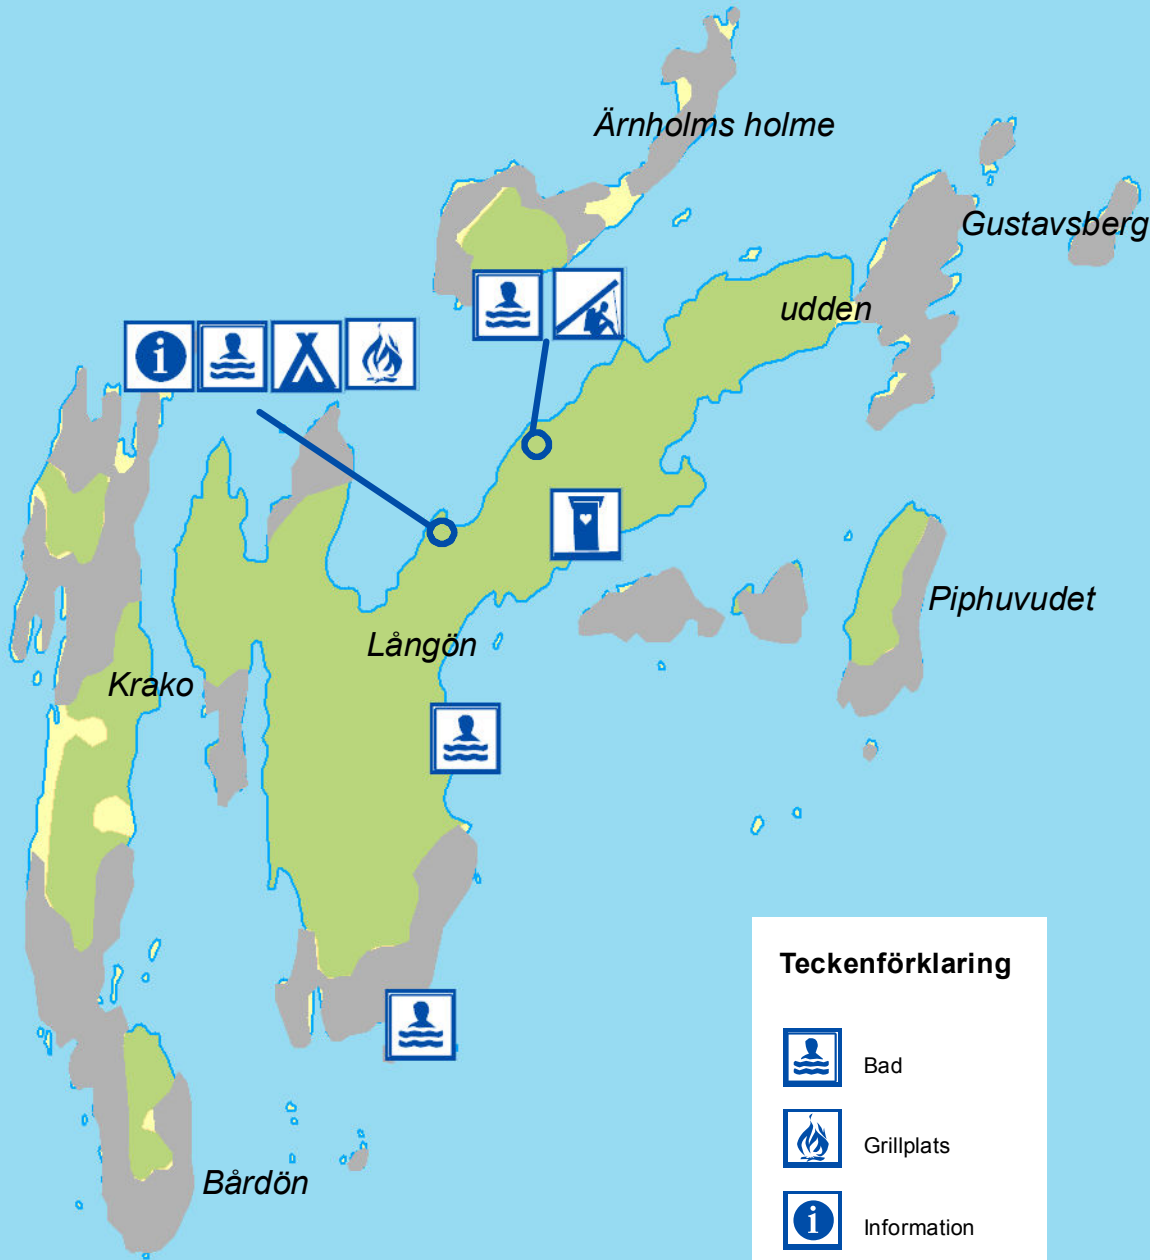 Ärnholms holme
Gustavsberg
udden
Långön
Piphuvudet
Krako
Bårdön
Teckenförklaring
Bad
Grillplats
Information